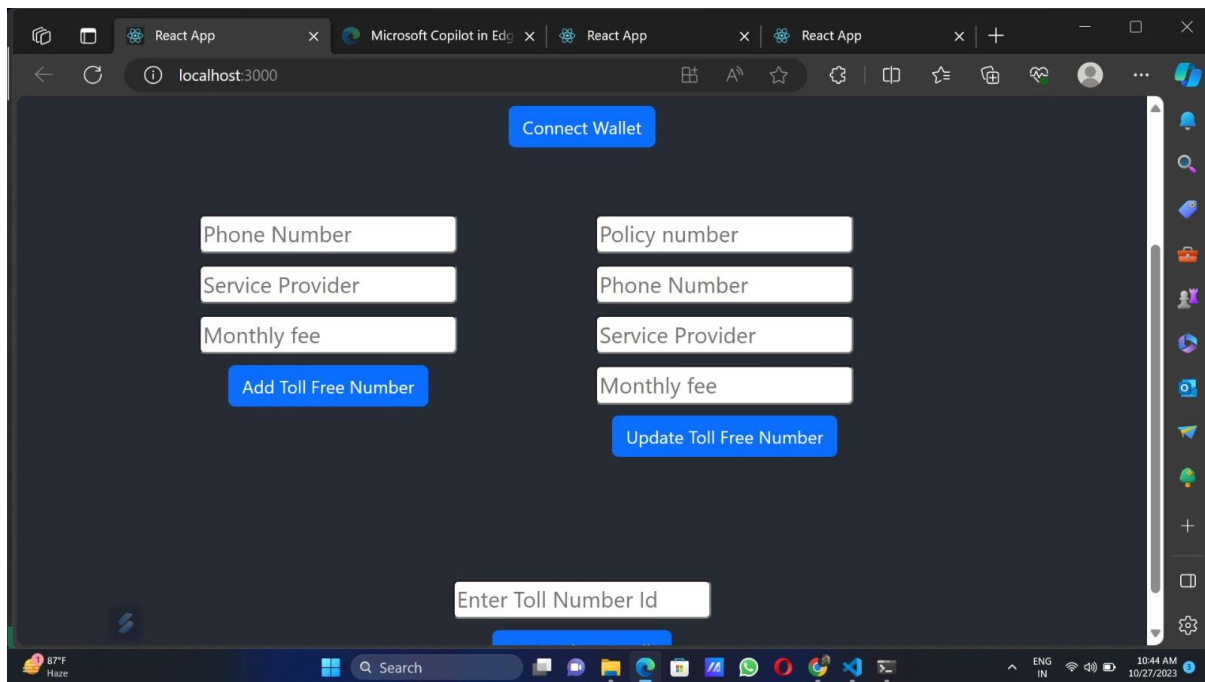 React App
Microsoft Copilot in Edg
React App
React App
localhost:3000
Connect Wallet
Phone Number
Service Provider
Monthly fee
Add Toll Free Number
Policy number
Phone Number
Service Provider
Monthly fee
Update Toll Free Number
Enter Toll Number Id
1
87°F
Haze
Search
ENG
IN
10:44 AM
10/27/2023
3